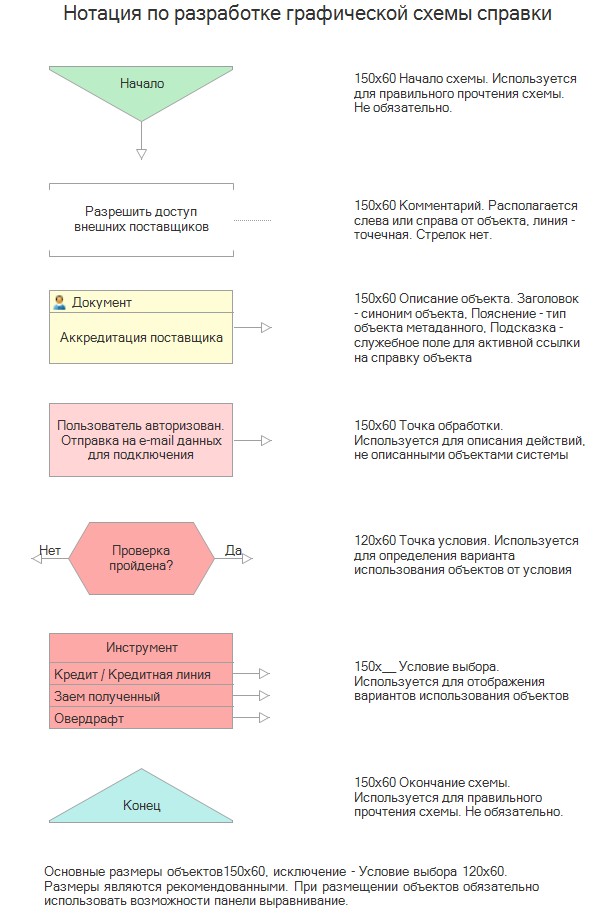 Нотация по разработке графической схемы справки
Начало
150x60 Начало схемы. Используется
для правильного прочтения схемы.
Не обязательно.
Разрешить доступ
внешних поставщиков
150x60 Комментарий. Располагается
слева или справа от объекта, линия -
точечная. Стрелок нет.
Документ
Аккредитация поставщика
150x60 Описание объекта. Заголовок
- синоним объекта, Пояснение - тип
объекта метаданного, Подсказка -
служебное поле для активной ссылки
на справку объекта
Пользователь авторизован.
Отправка на e-mail данных
для подключения
150x60 Точка обработки.
Используется для описания действий,
не описанными объектами системы
Нет
Проверка
пройдена?
Да
120x60 Точка условия. Используется
для определения варианта
использования объектов от условия
Инструмент
Кредит / Кредитная линия
Заем полученный
Овердрафт
150x__ Условие выбора.
Используется для отображения
вариантов использования объектов
Конец
150x60 Окончание схемы.
Используется для правильного
прочтения схемы. Не обязательно.
Основные размеры объектов150x60, исключение - Условие выбора 120x60.
Размеры являются рекомендованными. При размещении объектов обязательно
использовать возможности панели выравнивание.